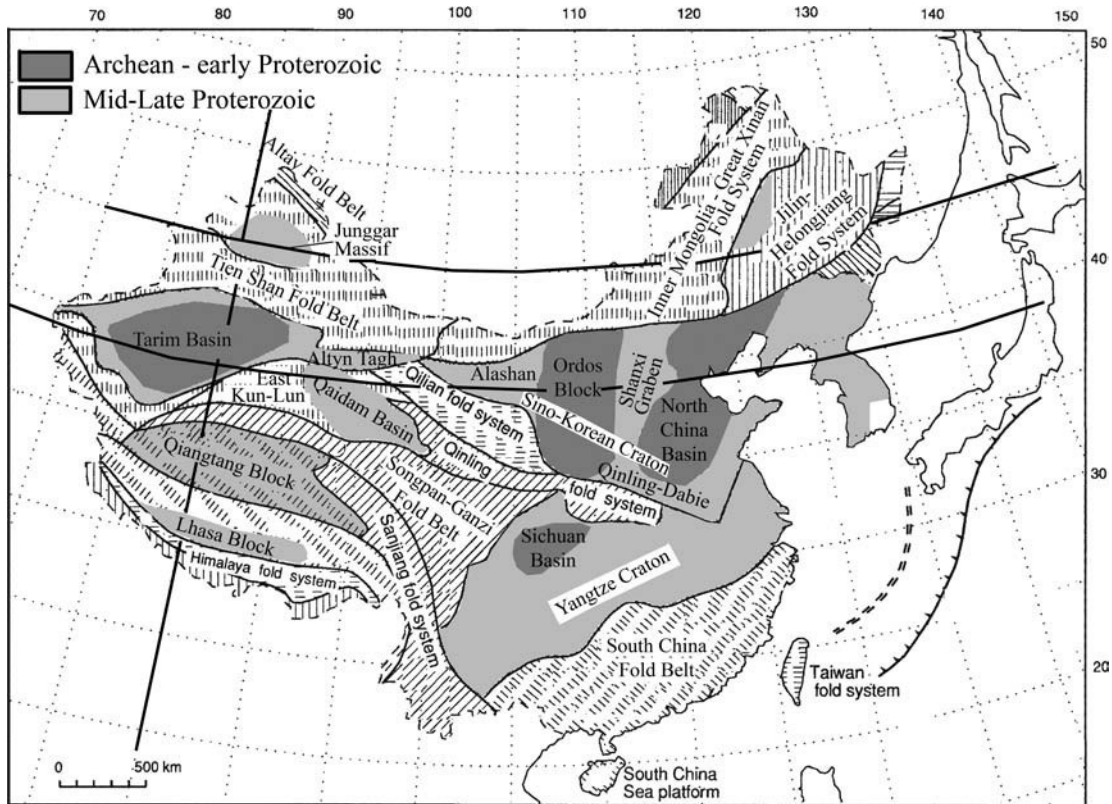 70
80
90
100
110
120
130
140
150
50
40
30
20
Archean - early Proterozoic
Mid-Late Proterozoic
Altay Fold Belt
Junggar
Massif
Tien Shan Fold Belt
Tarim Basin
Altyn Tagh
East
Kun-Lun
Qaidam Basin
Qilian fold system
Alashan
Ordos
Block
Shanxi
Graben
Sino-Korean Craton
North
China
Basin
Inner Mongolia Great Xinan
Fold System
Jilin-
Helongjiang
Fold System
Qiangtang Block
Lhasa Block
Himalaya fold system
Songpan-Ganzi
Fold Belt
Sanjiang fold system
Qinling
fold system
Qinling-Dabie
Sichuan
Basin
Yangtze Craton
South China
Fold Belt
Taiwan
fold system
South China
Sea platform
0
500 km